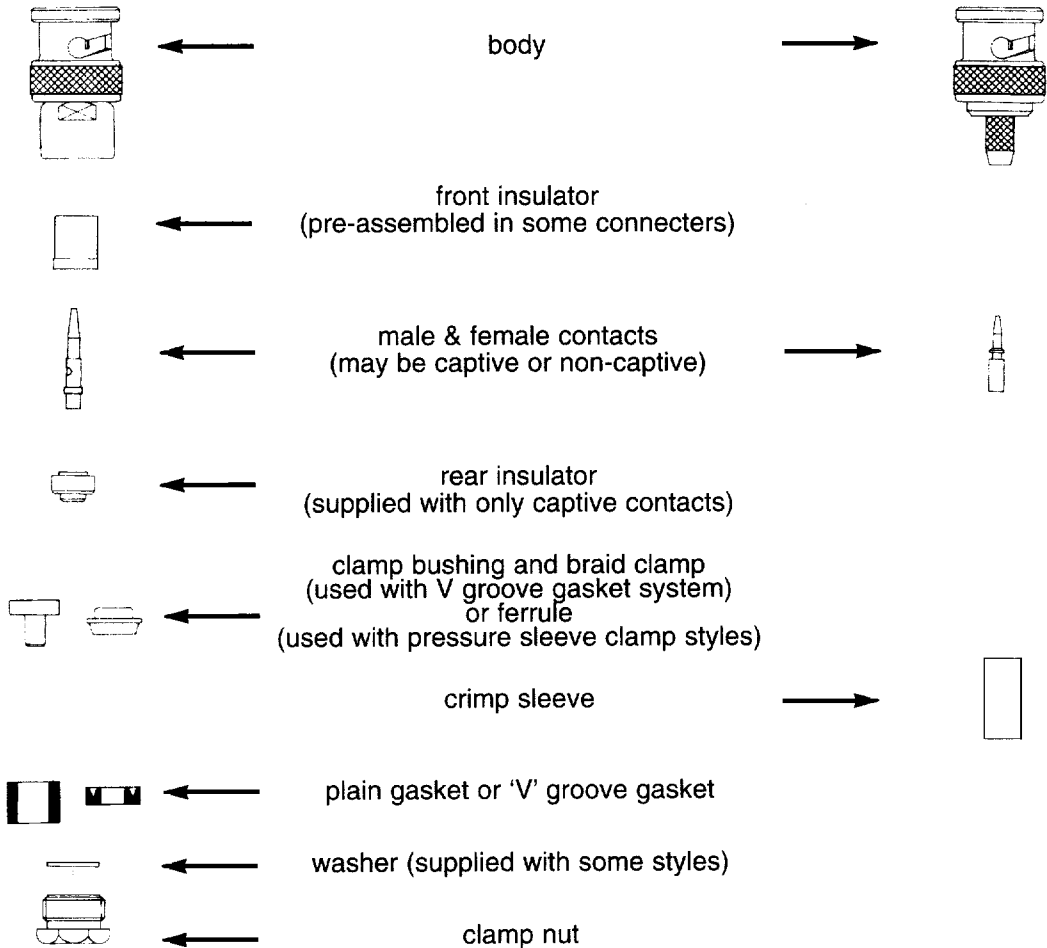 body
front insulator
(pre-assembled in some connecters)
male & female contacts
(may be captive or non-captive)
rear insulator
(supplied with only captive contacts)
clamp bushing and braid clamp
(used with V groove gasket system)
or ferrule
(used with pressure sleeve clamp styles)
crimp sleeve
plain gasket or ‘V’ groove gasket
washer (supplied with some styles)
clamp nut